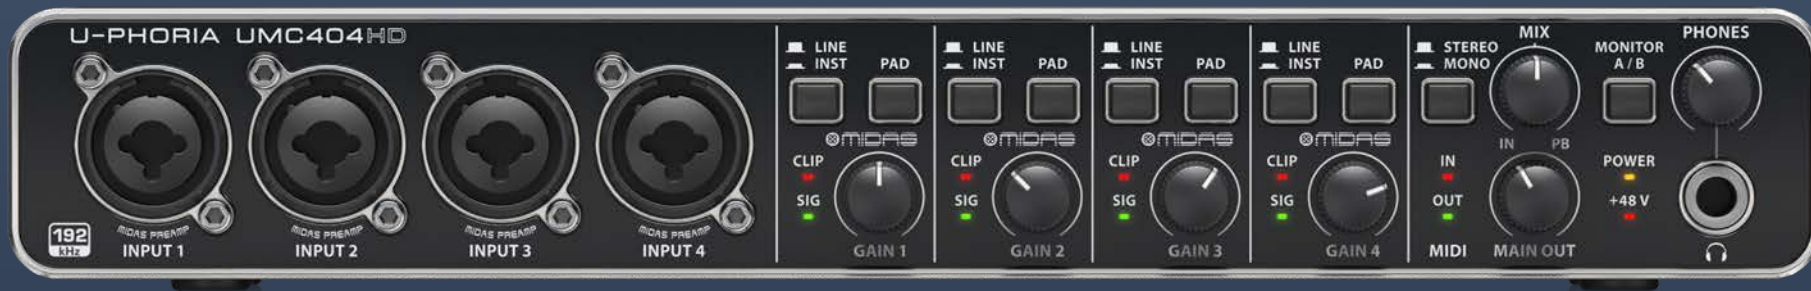 U-PHORIA UMC404HD
192
kHz
MIDAS PREAMP
INPUT 1
MIDAS PREAMP
INPUT 2
MIDAS PREAMP
INPUT 3
MIDAS PREAMP
INPUT 4
LINE
INST
PAD
MIDAS
CLIP
SIG
GAIN 1
LINE
INST
PAD
MIDAS
CLIP
SIG
GAIN 2
LINE
INST
PAD
MIDAS
CLIP
SIG
GAIN 3
LINE
INST
PAD
MIDAS
CLIP
SIG
GAIN 4
STEREO
MONO
MIX
IN PB
IN
OUT
MIDI
MAIN OUT
MONITOR
A / B
POWER
+48 V
PHONES